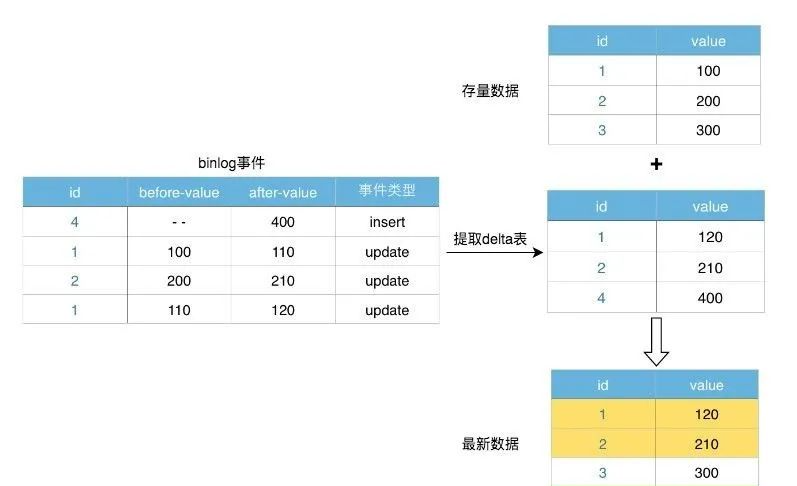 id value
存量数据
1 100
2 200
3 300
+
binlog事件
id before-value after-value 事件类型
4 - - 400 insert
1 100 110 update
2 200 210 update
1 110 120 update
提取delta表
id value
1 120
2 210
4 400
id value
1 120
最新数据
2 210
3 300